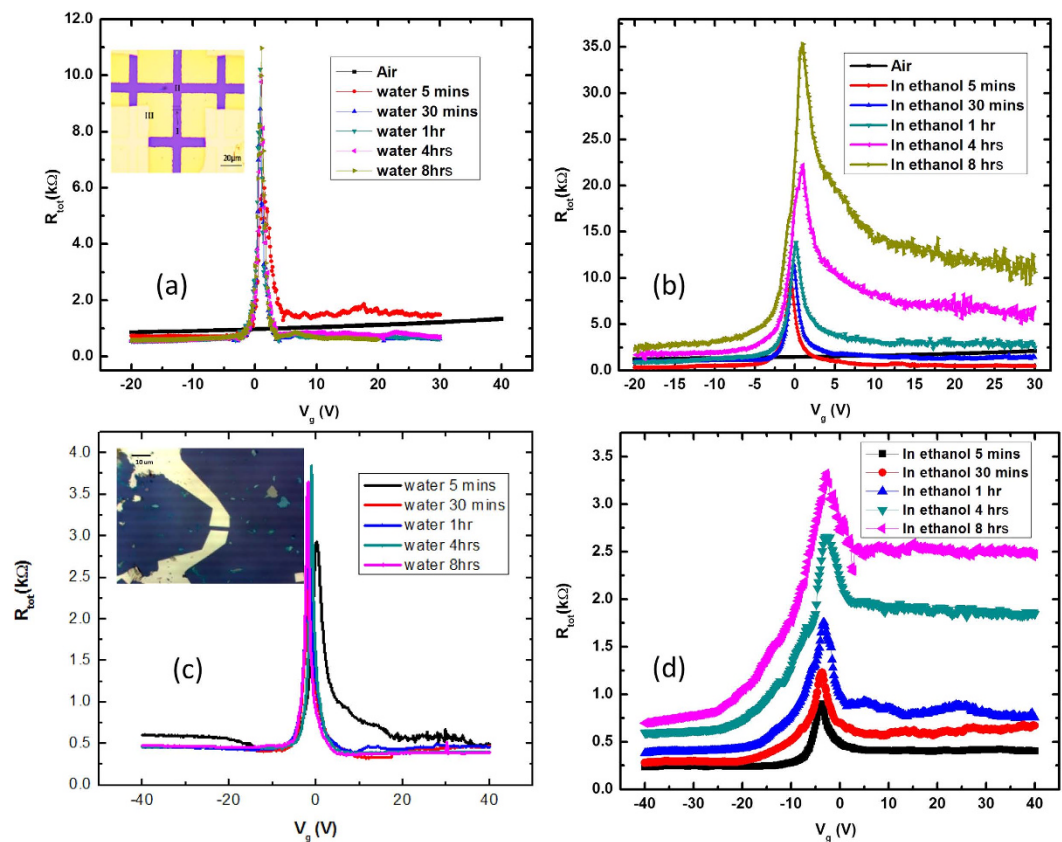 (a)
R_tot(kΩ)
12.0
10.0
8.0
6.0
4.0
2.0
0.0
-20
-10
0
10
20
30
40
V_g (V)
II
III
I
20μm
Air
water 5 mins
water 30 mins
water 1hr
water 4hrs
water 8hrs
(b)
R_tot(kΩ)
35.0
30.0
25.0
20.0
15.0
10.0
5.0
0.0
-20
-15
-10
-5
0
5
10
15
20
25
30
V_g (V)
Air
In ethanol 5 mins
In ethanol 30 mins
In ethanol 1 hr
In ethanol 4 hrs
In ethanol 8 hrs
(c)
R_tot(kΩ)
4.0
3.5
3.0
2.5
2.0
1.5
1.0
0.5
0.0
-40
-20
0
20
40
V_g (V)
10 um
water 5 mins
water 30 mins
water 1hr
water 4hrs
water 8hrs
(d)
R_tot(kΩ)
3.5
3.0
2.5
2.0
1.5
1.0
0.5
0.0
-40
-30
-20
-10
0
10
20
30
40
V_g (V)
In ethanol 5 mins
In ethanol 30 mins
In ethanol 1 hr
In ethanol 4 hrs
In ethanol 8 hrs